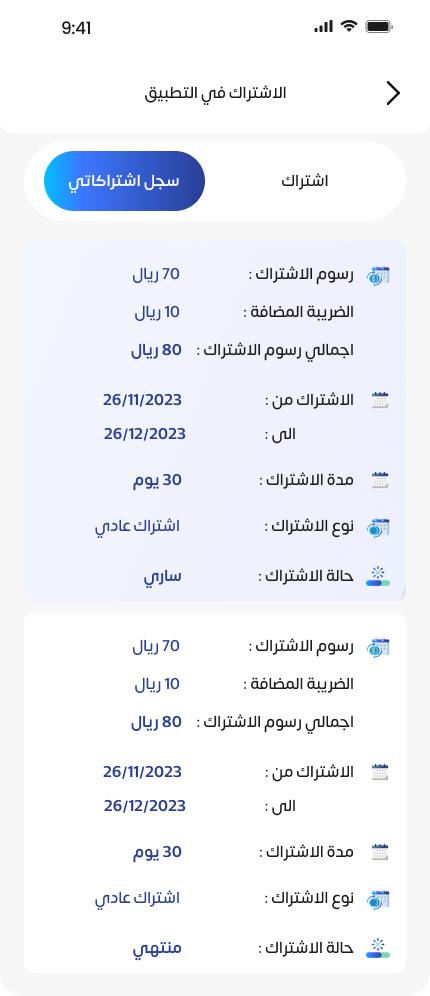 9:41
الاشتراك في التطبيق
اشتراك
سجل اشتراكاتي
رسوم الاشتراك : 70 ريال
الضريبة المضافة : 10 ريال
اجمالي رسوم الاشتراك : 80 ريال
الاشتراك من : 26/11/2023
الى : 26/12/2023
مدة الاشتراك : 30 يوم
نوع الاشتراك : اشتراك عادي
حالة الاشتراك : ساري
رسوم الاشتراك : 70 ريال
الضريبة المضافة : 10 ريال
اجمالي رسوم الاشتراك : 80 ريال
الاشتراك من : 26/11/2023
الى : 26/12/2023
مدة الاشتراك : 30 يوم
نوع الاشتراك : اشتراك عادي
حالة الاشتراك : منتهي